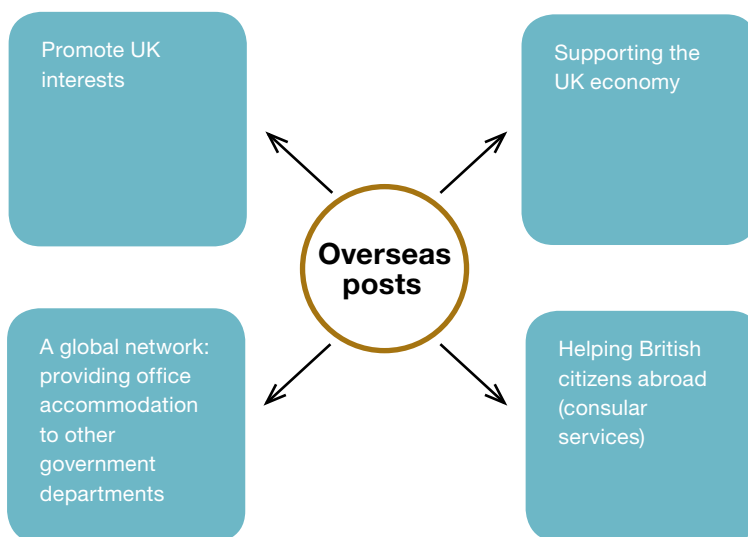 Promote UK
interests
Supporting the
UK economy
Overseas
posts
A global network:
providing office
accommodation
to other
government
departments
Helping British
citizens abroad
(consular
services)